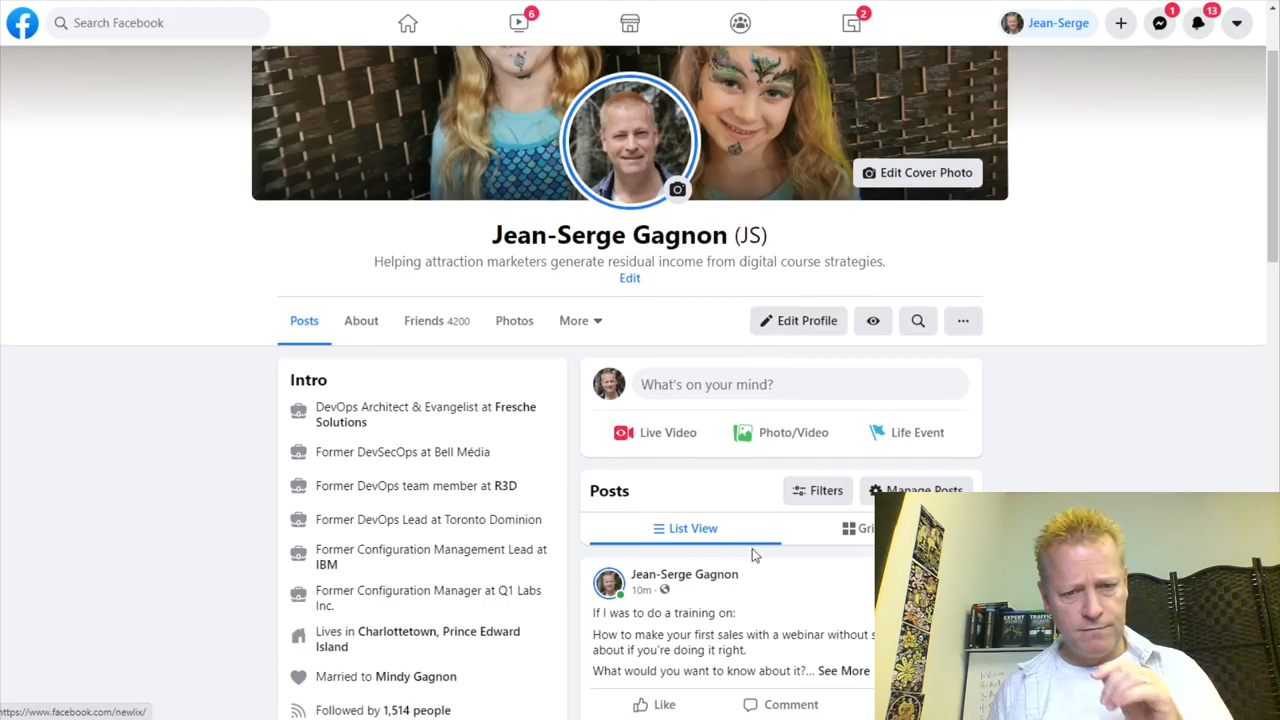 Search Facebook
6
2
Jean-Serge
1
13
Edit Cover Photo
Jean-Serge Gagnon (JS)
Helping attraction marketers generate residual income from digital course strategies.
Edit
Posts About Friends 4200 Photos More
Edit Profile
Intro
DevOps Architect & Evangelist at Fresche
Solutions
Former DevSecOps at Bell Média
Former DevOps team member at R3D
Former DevOps Lead at Toronto Dominion
Former Configuration Management Lead at
IBM
Former Configuration Manager at Q1 Labs
Inc.
Lives in Charlottetown, Prince Edward
Island
Married to Mindy Gagnon
Followed by 1,514 people
What's on your mind?
Live Video Photo/Video Life Event
Posts Filters Manage Posts
List View
Jean-Serge Gagnon
10m
If I was to do a training on:
How to make your first sales with a webinar without
about if you're doing it right.
What would you want to know about it?... See More
Like Comment
EXPERT
TRAFFIC
https://www.facebook.com/newlix/